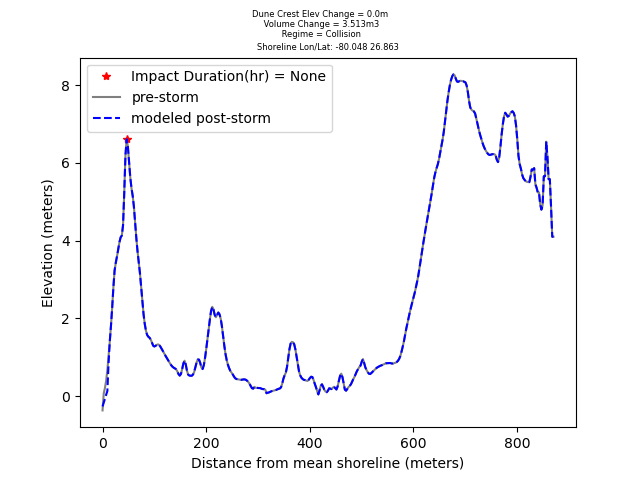 Dune Crest Elev Change = 0.0m
Volume Change = 3.513m3
Regime = Collision
Shoreline Lon/Lat: -80.048 26.863
Impact Duration(hr) = None
pre-storm
modeled post-storm
8
6
4
2
0
Elevation (meters)
0 200 400 600 800
Distance from mean shoreline (meters)